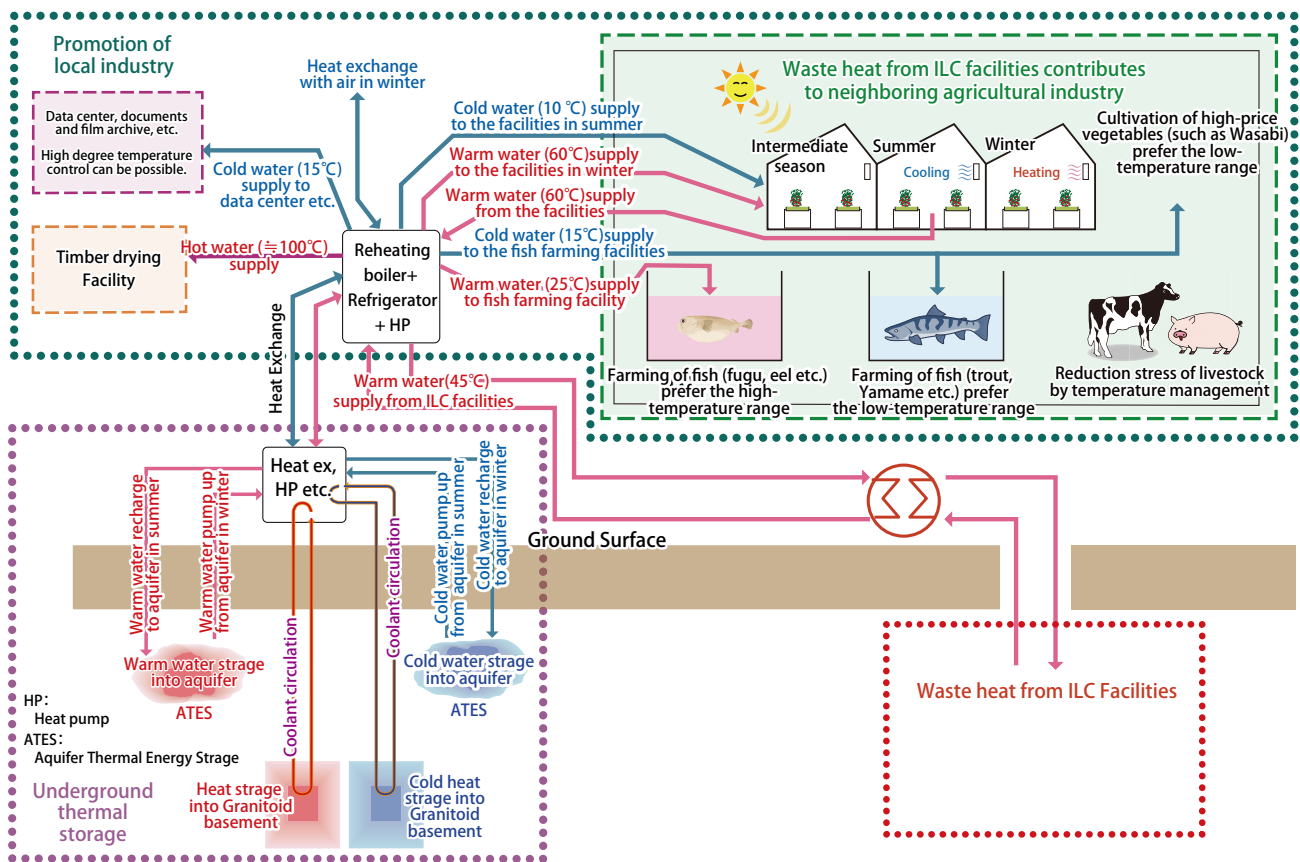 Promotion of
local industry
Data center, documents
and film archive, etc.
High degree temperature
control can be possible.
Timber drying
Facility
Heat exchange
with air in winter
Cold water (15℃)
supply to
data center etc.
Hot water (≒100℃)
supply
Reheating
boiler+
Refrigerator
+ HP
Cold water (10 ℃) supply
to the facilities in summer
Warm water (60℃)supply
to the facilities in winter
Warm water (60℃)supply
from the facilities
Cold water (15℃)supply
to the fish farming facilities
Warm water (25℃)supply
to fish farming facility
Waste heat from ILC facilities contributes
to neighboring agricultural industry
Intermediate
season
Summer
Cooling
Winter
Heating
Cultivation of high-price
vegetables (such as Wasabi)
prefer the low-
temperature range
Farming of fish (fugu, eel etc.)
prefer the high-
temperature range
Farming of fish (trout,
Yamame etc.) prefer
the low-temperature range
Reduction stress of livestock
by temperature management
Heat Exchange
Warm water(45℃)
supply from ILC facilities
Heat ex,
HP etc.
Warm water recharge
to aquifer in summer
Warm water pump up
from aquifer in winter
Coolant circulation
Coolant circulation
Cold water pump up
from aquifer in summer
Cold water recharge
to aquifer in winter
Ground Surface
Warm water strage
into aquifer
ATES
Cold water strage
into aquifer
ATES
HP:
Heat pump
ATES:
Aquifer Thermal Energy Strage
Underground
thermal
storage
Heat strage
into Granitoid
basement
Cold heat
strage into
Granitoid
basement
Waste heat from ILC Facilities